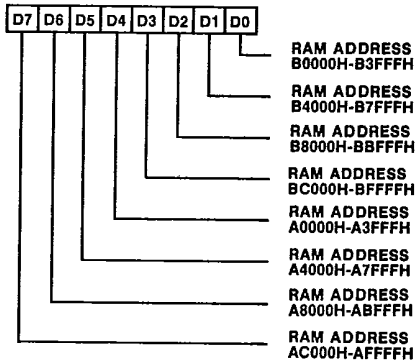 D7 D6 D5 D4 D3 D2 D1 D0
RAM ADDRESS
B0000H-B3FFFH
RAM ADDRESS
B4000H-B7FFFH
RAM ADDRESS
B8000H-BBFFFH
RAM ADDRESS
BC000H-BFFFFH
RAM ADDRESS
A0000H-A3FFFH
RAM ADDRESS
A4000H-A7FFFH
RAM ADDRESS
A8000H-ABFFFH
RAM ADDRESS
AC000H-AFFFFH